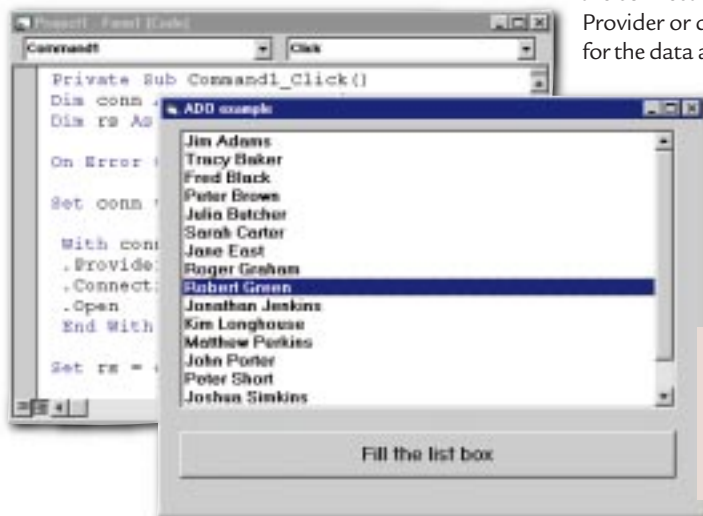 Provider or
for the data
Project1 - Form1 (Code)
Command1
Click
Private Sub Command1_Click()
Dim conn
Dim rs As
On Error
Set conn
With conn
.Provide
.Connect
.Open
End With
Set rs =
ADO example
Jim Adams
Tracy Baker
Fred Black
Peter Brown
Julia Butcher
Sarah Carter
Jane East
Roger Graham
Robert Green
Jonathan Jenkins
Kim Longhouse
Matthew Perkins
John Porter
Peter Short
Joshua Simkins
Fill the list box